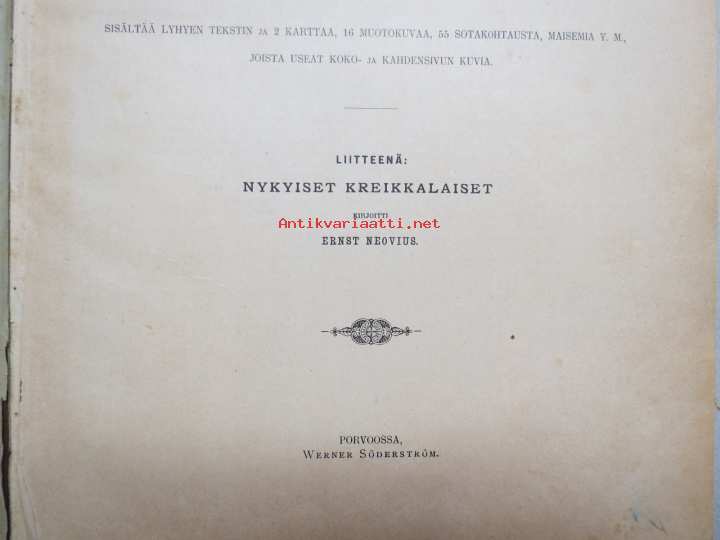 SISÄLTÄÄ LYHYEN TEKSTIN JA 2 KARTTAA, 16 MUOTOKUVAA, 55 SOTAKOHTAUSTA, MAISEMIA Y. M.,
JOISTA USEAT KOKO- JA KAHDENSIVUN KUVIA.
LIITTEENÄ:
NYKYISET KREIKKALAISET
KIRJOITTI
Antikvariaatti.net
ERNST NEOVIUS.
PORVOOSSA,
WERNER SÖDERSTRÖM.